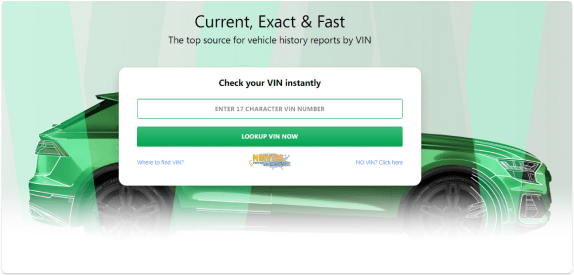 Current, Exact & Fast
The top source for vehicle history reports by VIN
Check your VIN instantly
ENTER 17 CHARACTER VIN NUMBER
LOOKUP VIN NOW
Where to find VIN?
NO VIN? Click here